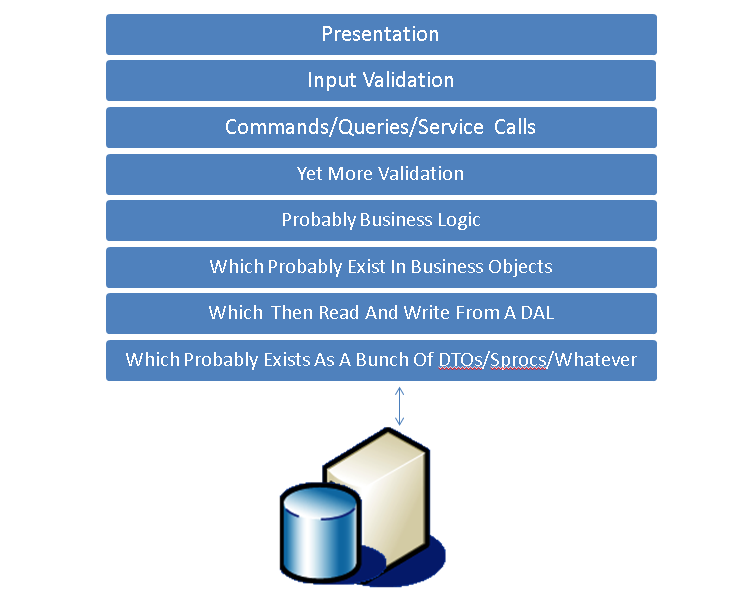 Presentation
Input Validation
Commands/Queries/Service Calls
Yet More Validation
Probably Business Logic
Which Probably Exist In Business Objects
Which Then Read And Write From A DAL
Which Probably Exists As A Bunch Of DTOs/Sprocs/Whatever